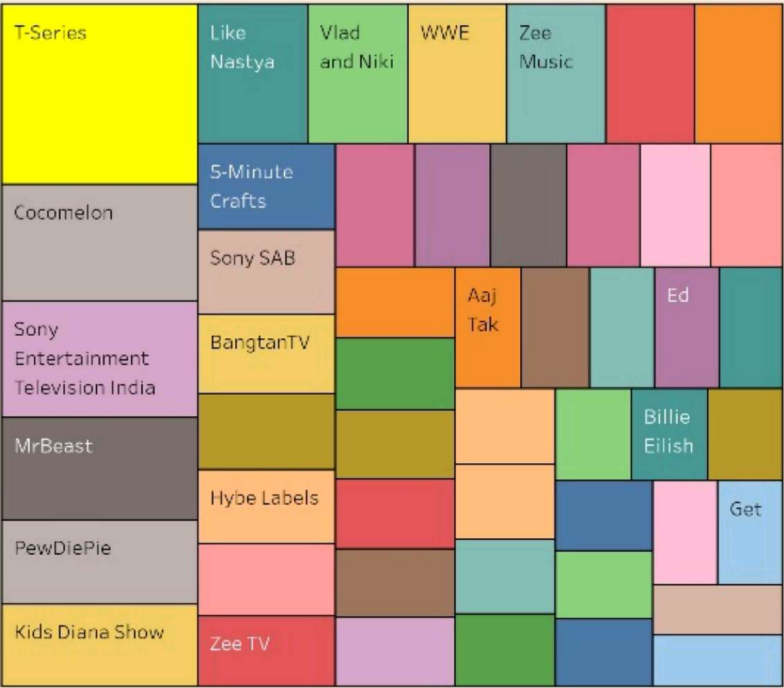 T-Series
Like
Nastya
Vlad
and Niki
WWE
Zee
Music
5-Minute
Crafts
Cocomelon
Sony SAB
Aaj
Tak
Ed
Sony
Entertainment
Television India
BangtanTV
Billie
Eilish
MrBeast
Hybe Labels
Get
PewDiePie
Kids Diana Show
Zee TV